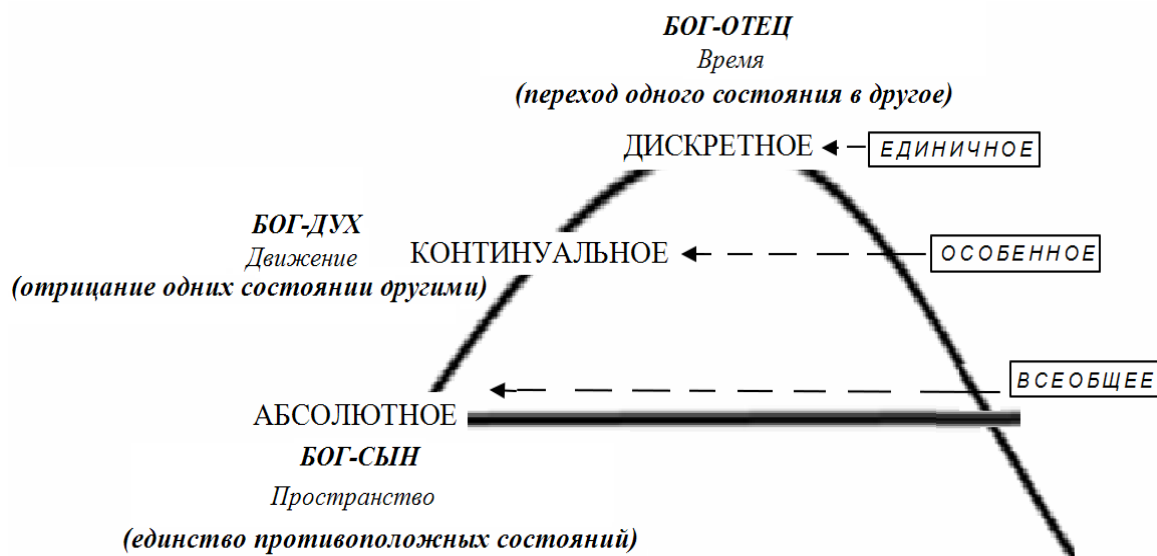 БОГ-ОТЕЦ
Время
(переход одного состояния в другое)
ДИСКРЕТНОЕ
ЕДИНИЧНОЕ
БОГ-ДУХ
Движение
КОНТИНУАЛЬНОЕ
ОСОБЕННОЕ
(отрицание одних состоянии другими)
ВСЕОБЩЕЕ
АБСОЛЮТНОЕ
БОГ-СЫН
Пространство
(единство противоположных состояний)